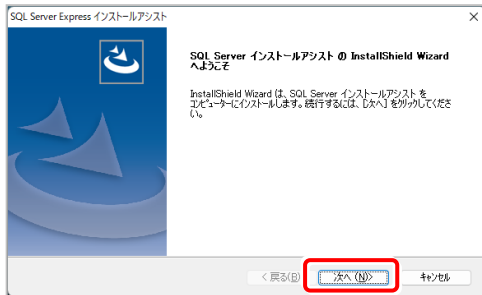 SQL Server Express インストールアシスト
SQL Server インストールアシスト の InstallShield Wizard
へようこそ
InstallShield Wizard は、SQL Server インストールアシスト を
コンピューターにインストールします。続行するには、[次へ] をクリックしてくださ
い。
< 戻る(B) 次へ(N)> キャンセル